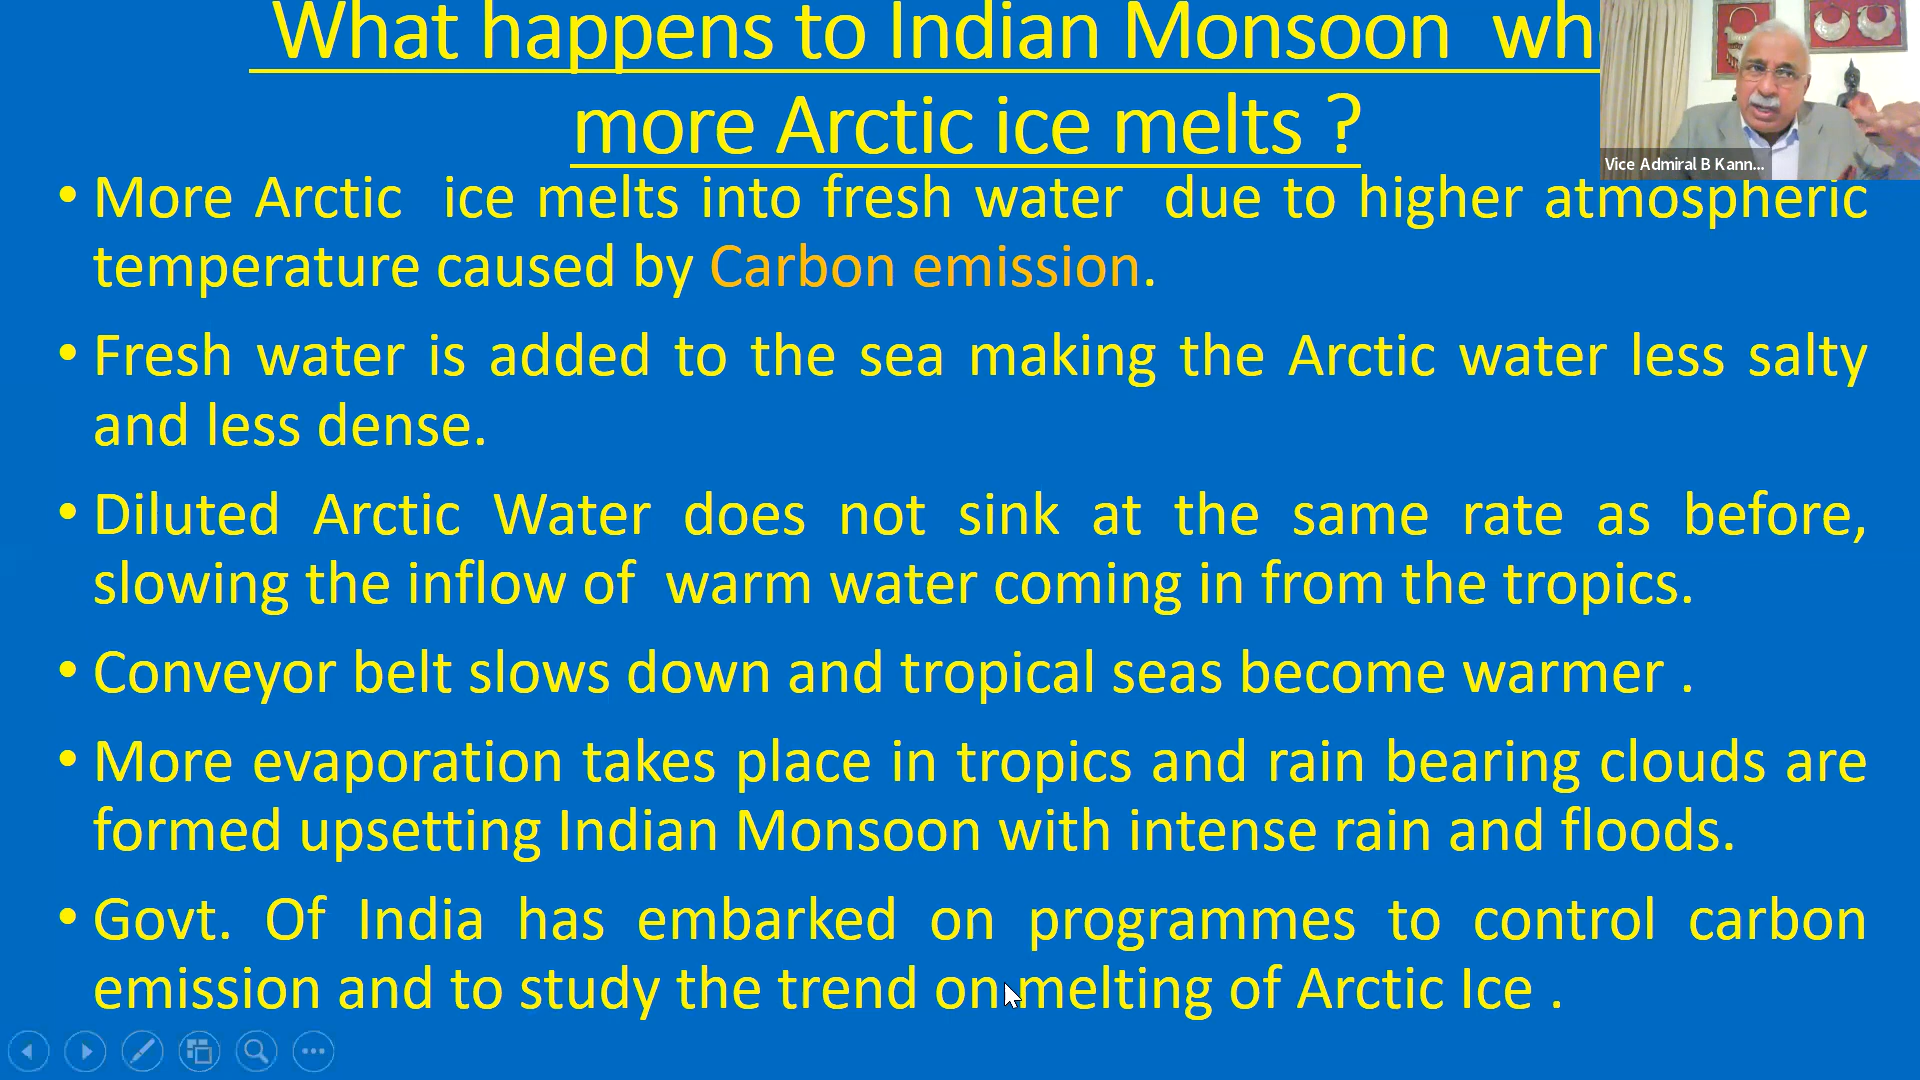 What happens to Indian Monsoon wh
more Arctic ice melts ?
Vice Admiral B Kann...
• More Arctic ice melts into fresh water due to higher atmospheric
temperature caused by Carbon emission.
• Fresh water is added to the sea making the Arctic water less salty
and less dense.
• Diluted Arctic Water does not sink at the same rate as before,
slowing the inflow of warm water coming in from the tropics.
• Conveyor belt slows down and tropical seas become warmer .
• More evaporation takes place in tropics and rain bearing clouds are
formed upsetting Indian Monsoon with intense rain and floods.
• Govt. Of India has embarked on programmes to control carbon
emission and to study the trend on melting of Arctic Ice .